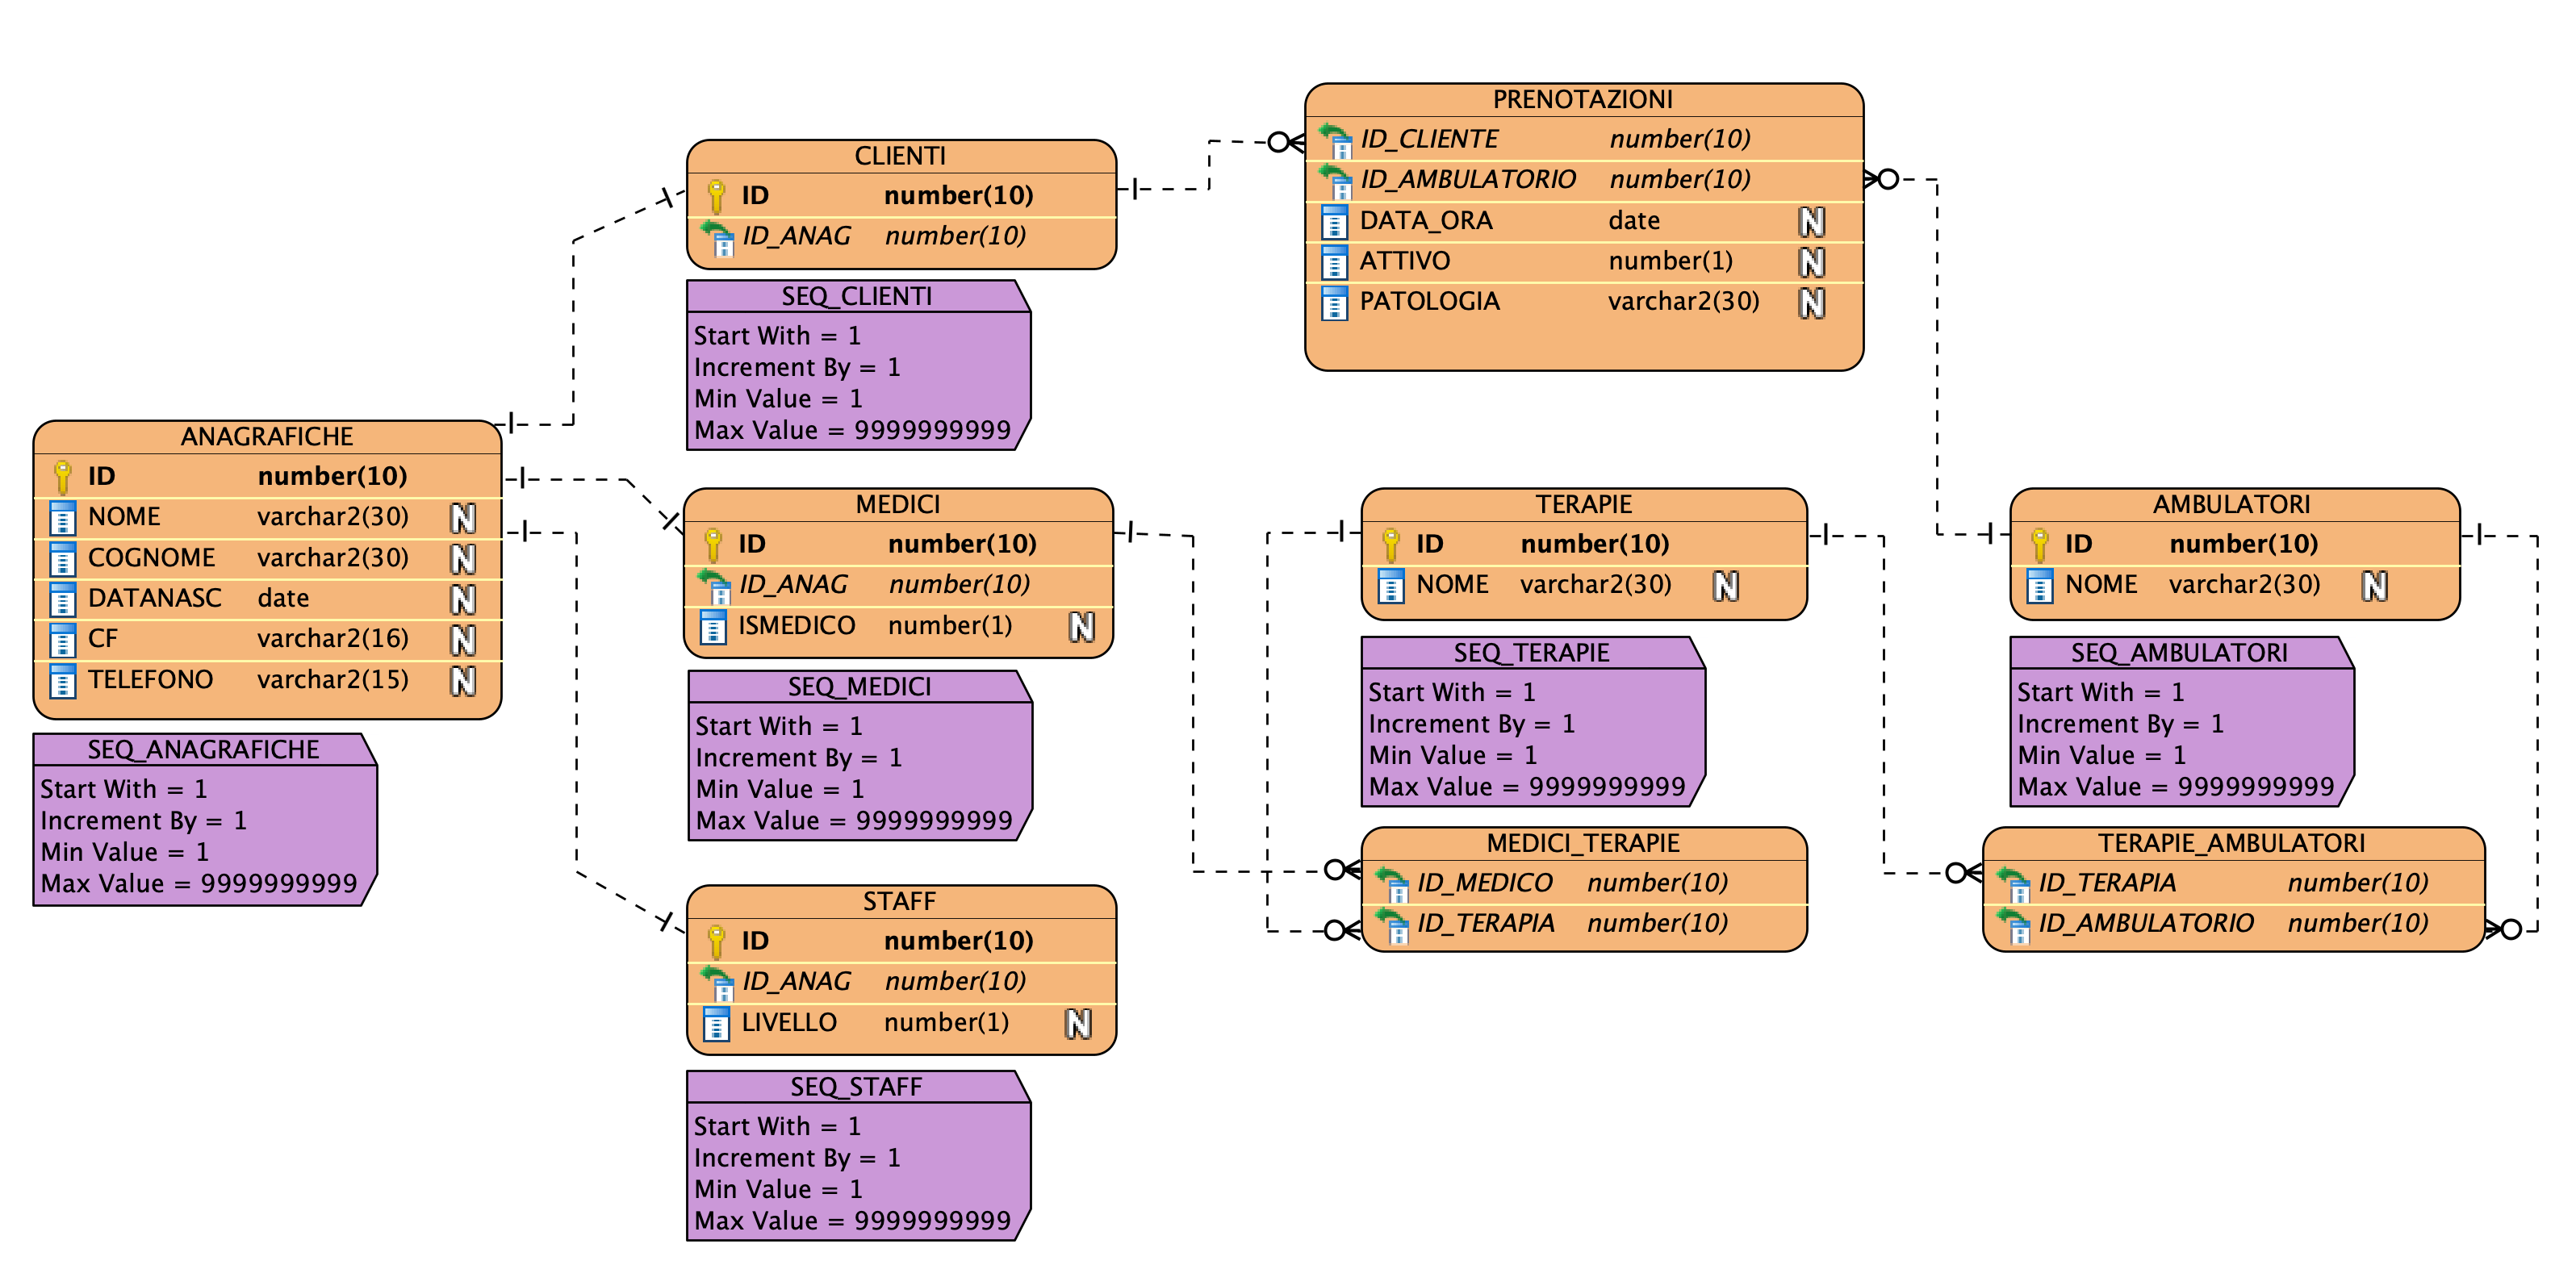 PRENOTAZIONI
ID_CLIENTE number(10)
ID_AMBULATORIO number(10)
DATA_ORA date N
ATTIVO number(1) N
PATOLOGIA varchar2(30) N
CLIENTI
ID number(10)
ID_ANAG number(10)
SEQ_CLIENTI
Start With = 1
Increment By = 1
Min Value = 1
Max Value = 9999999999
ANAGRAFICHE
ID number(10)
NOME varchar2(30) N
COGNOME varchar2(30) N
DATANASC date N
CF varchar2(16) N
TELEFONO varchar2(15) N
SEQ_ANAGRAFICHE
Start With = 1
Increment By = 1
Min Value = 1
Max Value = 9999999999
MEDICI
ID number(10)
ID_ANAG number(10)
ISMEDICO number(1) N
SEQ_MEDICI
Start With = 1
Increment By = 1
Min Value = 1
Max Value = 9999999999
STAFF
ID number(10)
ID_ANAG number(10)
LIVELLO number(1) N
SEQ_STAFF
Start With = 1
Increment By = 1
Min Value = 1
Max Value = 9999999999
TERAPIE
ID number(10)
NOME varchar2(30) N
SEQ_TERAPIE
Start With = 1
Increment By = 1
Min Value = 1
Max Value = 9999999999
MEDICI_TERAPIE
ID_MEDICO number(10)
ID_TERAPIA number(10)
AMBULATORI
ID number(10)
NOME varchar2(30) N
SEQ_AMBULATORI
Start With = 1
Increment By = 1
Min Value = 1
Max Value = 9999999999
TERAPIE_AMBULATORI
ID_TERAPIA number(10)
ID_AMBULATORIO number(10)